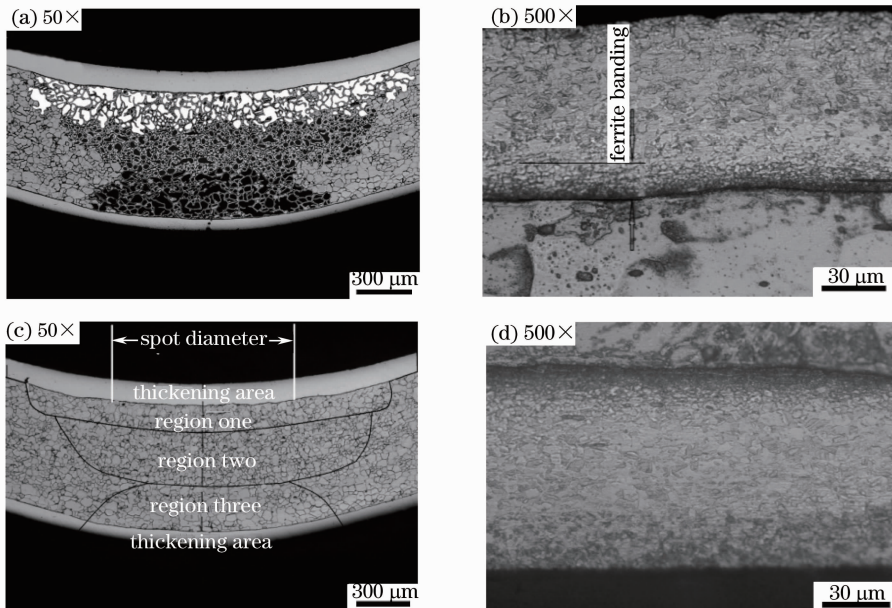 (a) 50×
300 μm
(b) 500×
ferrite banding
30 μm
(c) 50×
spot diameter
thickening area
region one
region two
region three
thickening area
300 μm
(d) 500×
30 μm